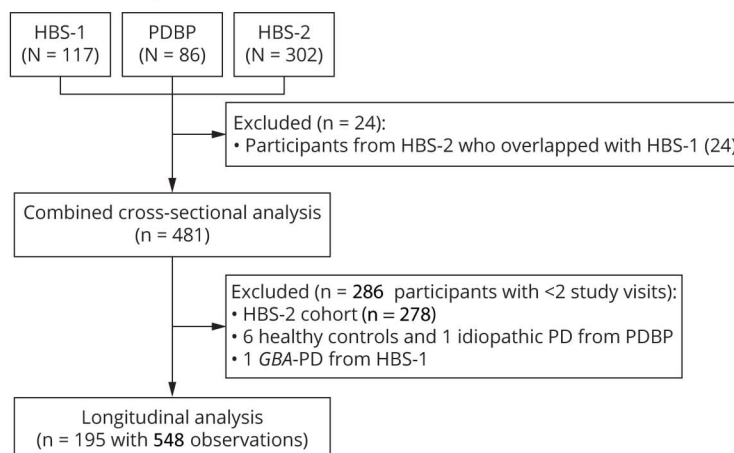 HBS-1
(N = 117)
PDBP
(N = 86)
HBS-2
(N = 302)
Excluded (n = 24):
• Participants from HBS-2 who overlapped with HBS-1 (24)
Combined cross-sectional analysis
(n = 481)
Excluded (n = 286 participants with <2 study visits):
• HBS-2 cohort (n = 278)
• 6 healthy controls and 1 idiopathic PD from PDBP
• 1 GBA-PD from HBS-1
Longitudinal analysis
(n = 195 with 548 observations)